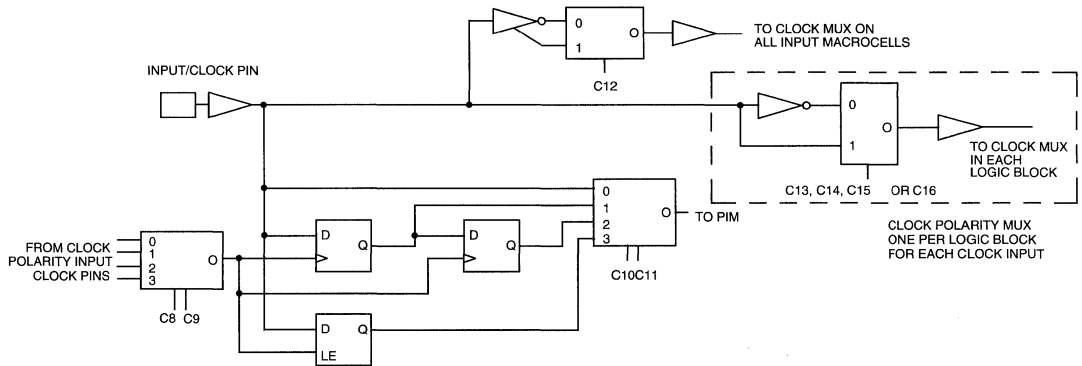 0
1
O
C12
TO CLOCK MUX ON
ALL INPUT MACROCELLS
INPUT/CLOCK PIN
0
1
O
TO CLOCK MUX
IN EACH
LOGIC BLOCK
C13, C14, C15 OR C16
CLOCK POLARITY MUX
ONE PER LOGIC BLOCK
FOR EACH CLOCK INPUT
0
1
2
3
O
TO PIM
C10C11
D
Q
D
Q
FROM CLOCK
POLARITY INPUT
CLOCK PINS
0
1
2
3
O
C8 C9
D
Q
LE